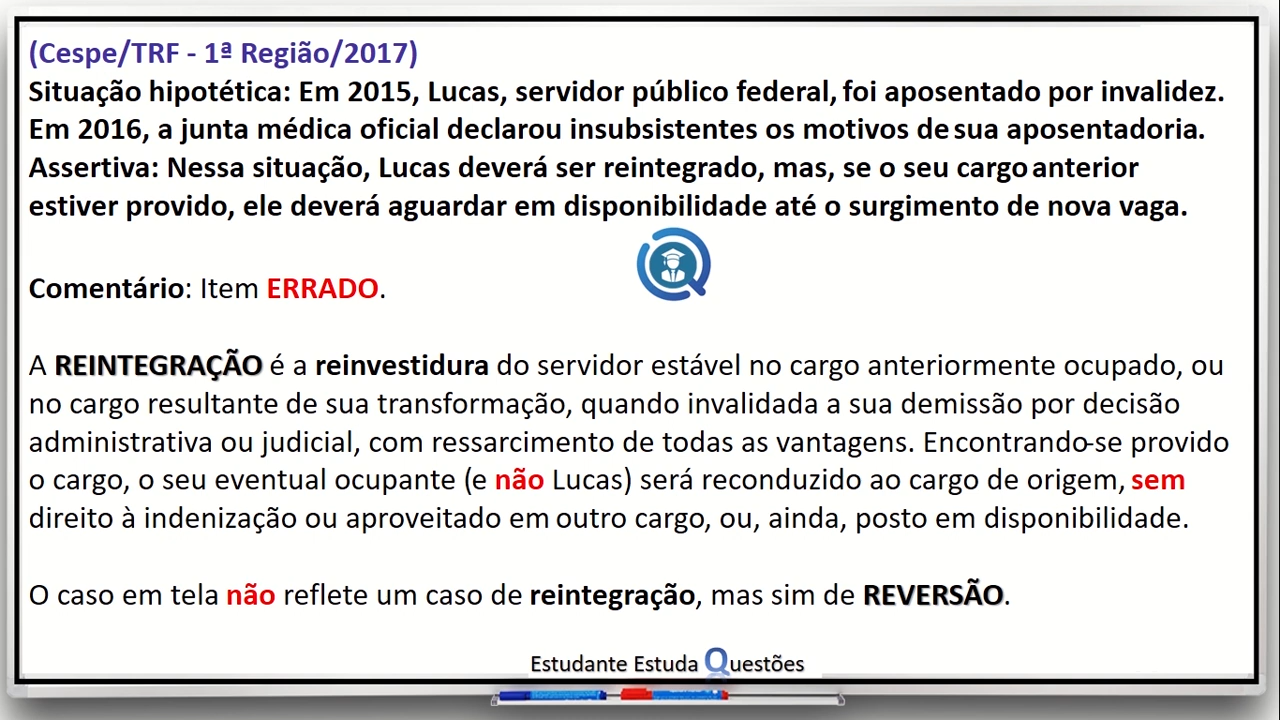 (Cespe/TRF - 1ª Região/2017)
Situação hipotética: Em 2015, Lucas, servidor público federal, foi aposentado por invalidez.
Em 2016, a junta médica oficial declarou insubsistentes os motivos de sua aposentadoria.
Assertiva: Nessa situação, Lucas deverá ser reintegrado, mas, se o seu cargo anterior
estiver provido, ele deverá aguardar em disponibilidade até o surgimento de nova vaga.
Comentário: Item ERRADO.
A REINTEGRAÇÃO é a reinvestidura do servidor estável no cargo anteriormente ocupado, ou
no cargo resultante de sua transformação, quando invalidada a sua demissão por decisão
administrativa ou judicial, com ressarcimento de todas as vantagens. Encontrando-se provido
o cargo, o seu eventual ocupante (e não Lucas) será reconduzido ao cargo de origem, sem
direito à indenização ou aproveitado em outro cargo, ou, ainda, posto em disponibilidade.
O caso em tela não reflete um caso de reintegração, mas sim de REVERSÃO.
Estudante Estuda Questões